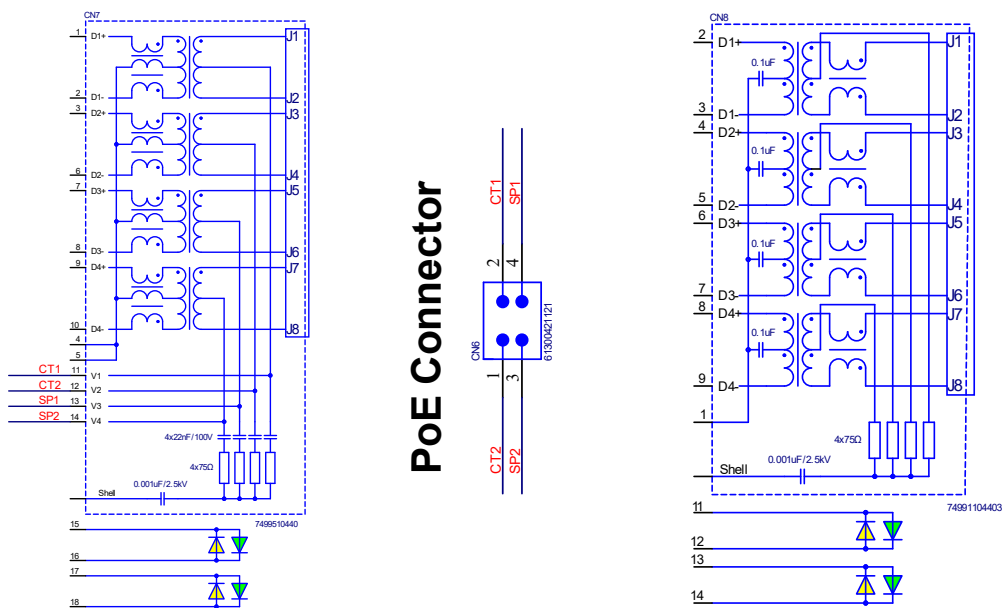 CN7
1 D1+
J1
2 D1-
J2
3 D2+
J3
6 D2-
J4
7 D3+
J5
8 D3-
J6
9 D4+
J7
10 D4-
J8
4
5
CT1 11 V1
CT2 12 V2
SP1 13 V3
SP2 14 V4
4x22nF/100V
4x75Ω
0.001uF/2.5kV
Shell
7499510440
15
16
17
18
PoE Connector
CT1
SP1
2
4
CN6
61300421121
1
3
CT2
SP2
CN8
2 D1+
J1
0.1uF
3 D1-
J2
4 D2+
J3
0.1uF
5 D2-
J4
6 D3+
J5
0.1uF
7 D3-
J6
8 D4+
J7
0.1uF
9 D4-
J8
1
4x75Ω
0.001uF/2.5kV
Shell
74991104403
11
12
13
14